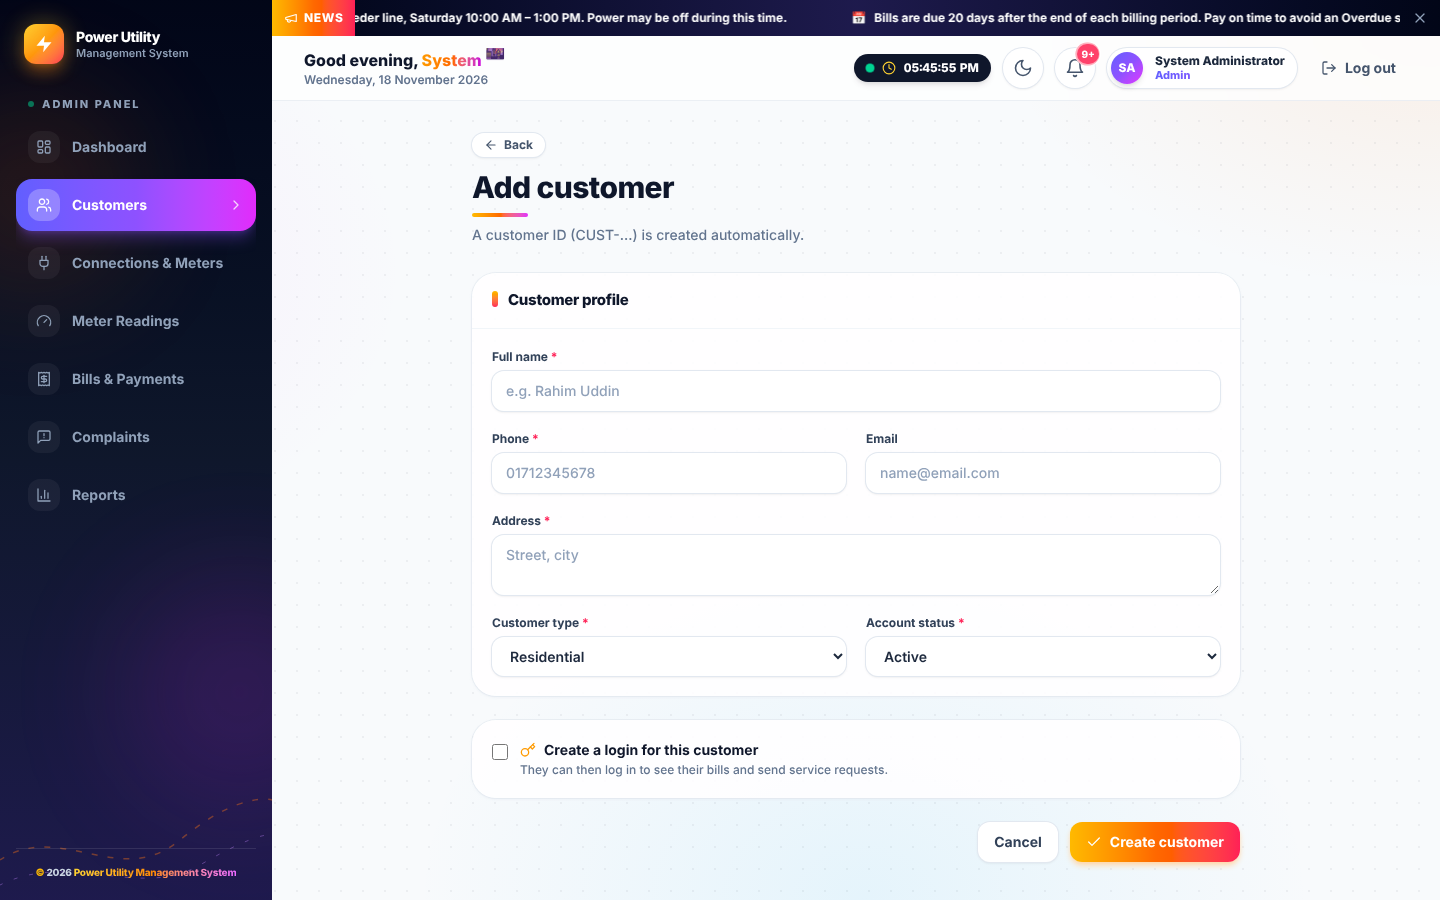 Power Utility
Management System
ADMIN PANEL
Dashboard
Customers
Connections & Meters
Meter Readings
Bills & Payments
Complaints
Reports
© 2026 Power Utility Management System
NEWS
line, Saturday 10:00 AM – 1:00 PM. Power may be off during this time.
Bills are due 20 days after the end of each billing period. Pay on time to avoid an Overdue s
Good evening, System
Wednesday, 18 November 2026
05:45:55 PM
9+
SA
System Administrator
Admin
Log out
Back
Add customer
A customer ID (CUST-...) is created automatically.
Customer profile
Full name *
e.g. Rahim Uddin
Phone *
Email
01712345678
name@email.com
Address *
Street, city
Customer type *
Account status *
Residential
Active
Create a login for this customer
They can then log in to see their bills and send service requests.
Cancel
Create customer